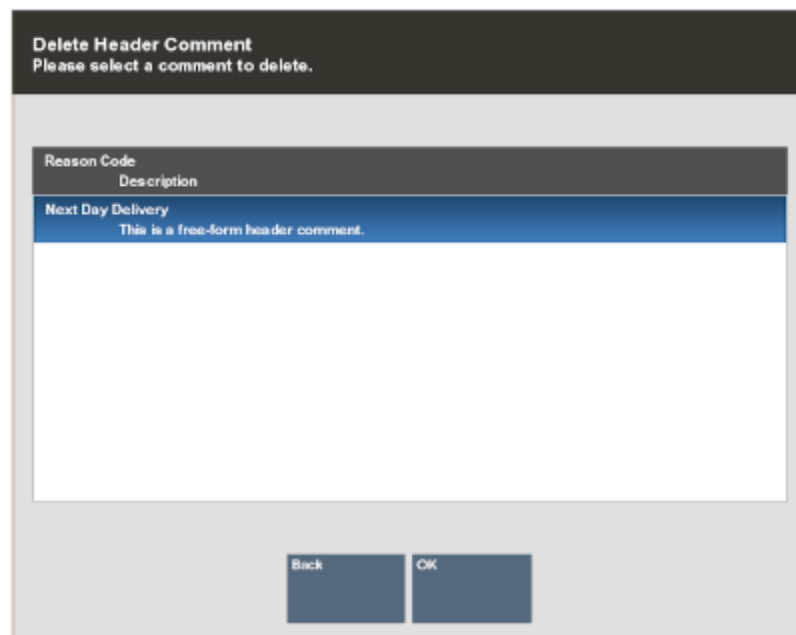 Delete Header Comment
Please select a comment to delete.
Reason Code
Description
Next Day Delivery
This is a free-form header comment.
Back
OK